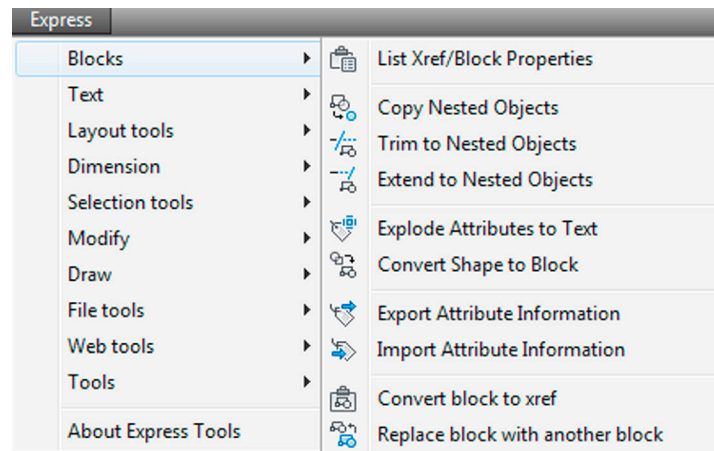 Express
Blocks
Text
Layout tools
Dimension
Selection tools
Modify
Draw
File tools
Web tools
Tools
About Express Tools
List Xref/Block Properties
Copy Nested Objects
Trim to Nested Objects
Extend to Nested Objects
Explode Attributes to Text
Convert Shape to Block
Export Attribute Information
Import Attribute Information
Convert block to xref
Replace block with another block